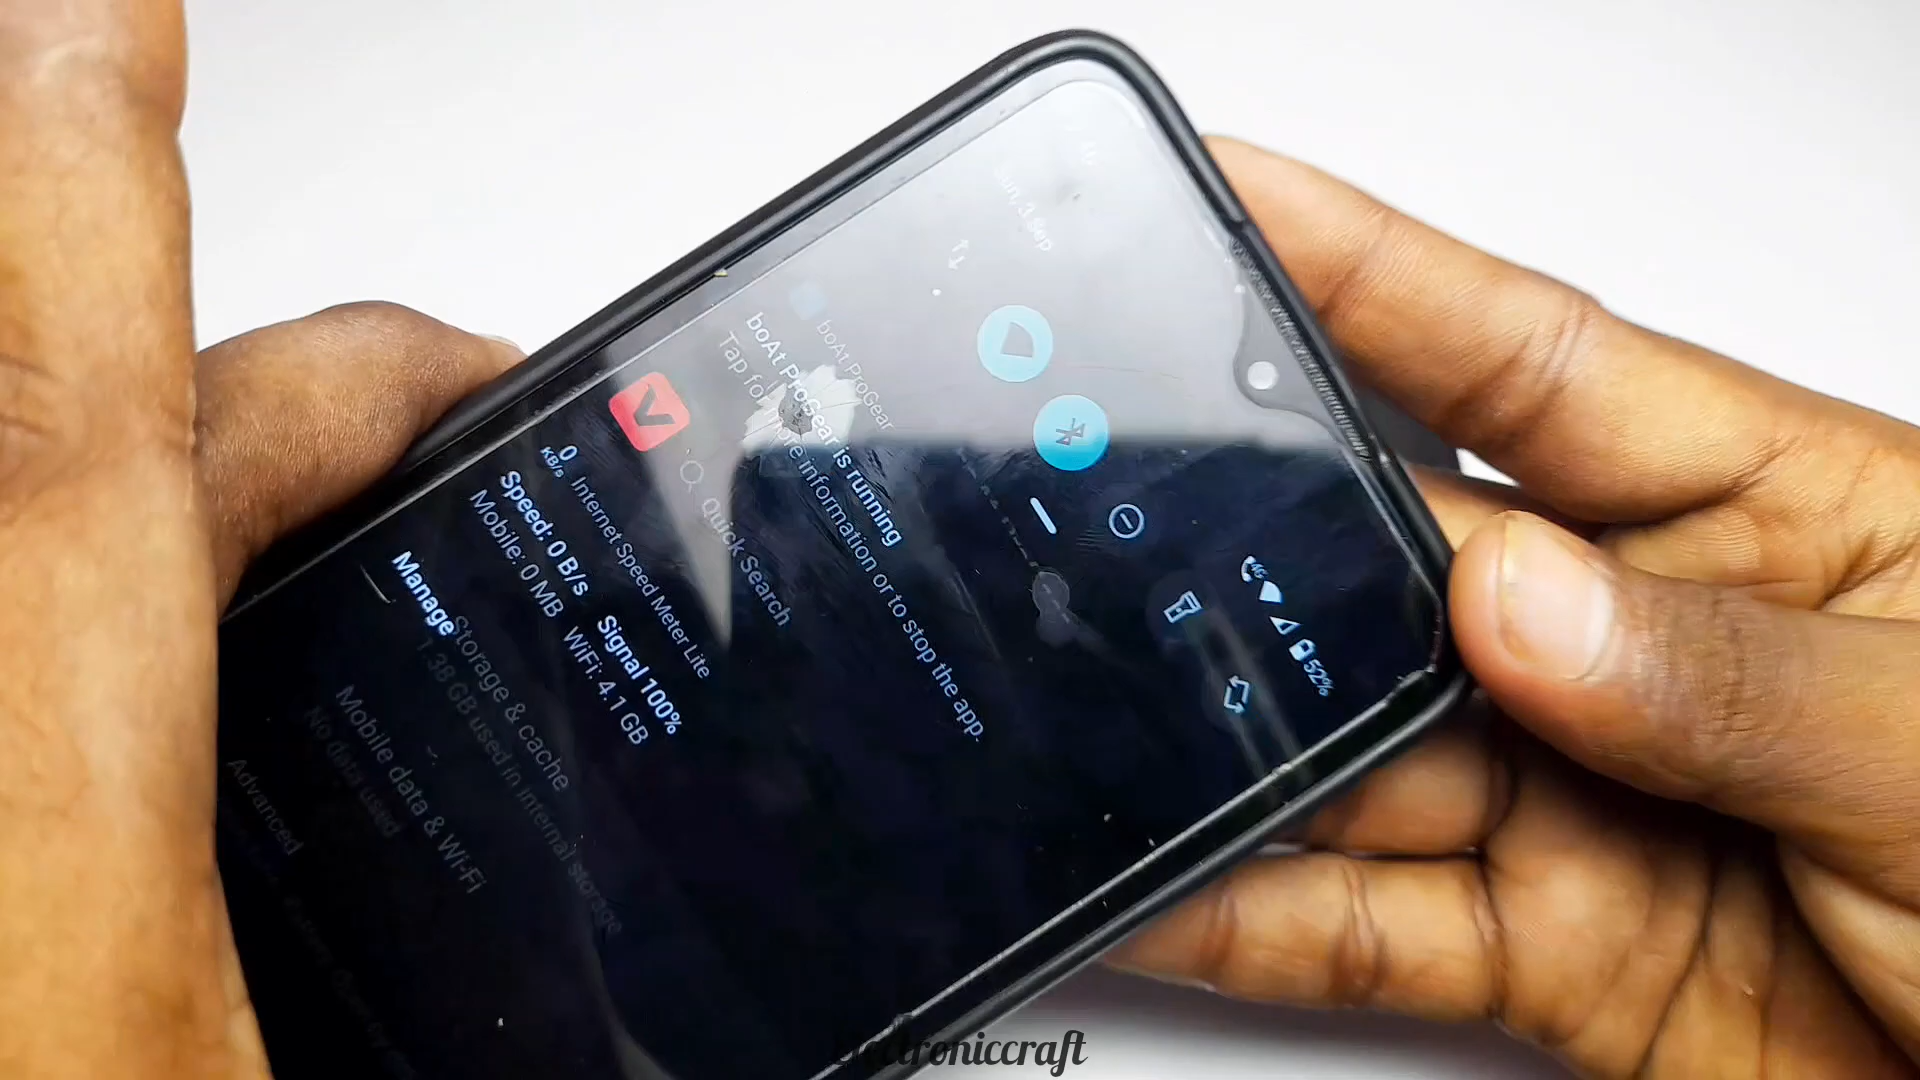 Sun, 3 Sep
4G
52%
boAt ProGear
boAt ProGear is running
Tap for more information or to stop the app.
Quick Search
0
KB/s
Internet Speed Meter Lite
Speed: 0 B/s Signal 100%
Mobile: 0 MB WiFi: 4.1 GB
Manage
Storage & cache
1.38 GB used in internal storage
Mobile data & Wi-Fi
No data used
Advanced
electroniccraft